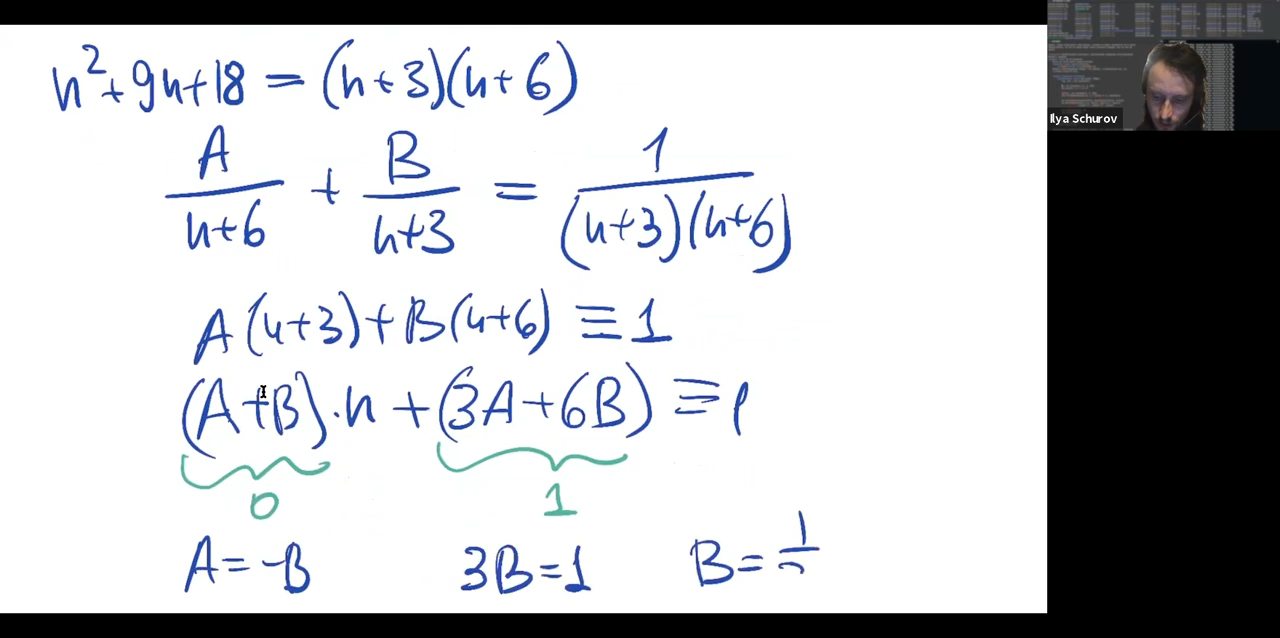 n²+9n+18 = (n+3)(n+6)
A/(n+6) + B/(n+3) = 1/((n+3)(n+6))
A(n+3)+B(n+6) ≡ 1
(A+B)·n + (3A+6B) ≡ 1
0 1
A = -B 3B=1 B = 1/
Ilya Schurov